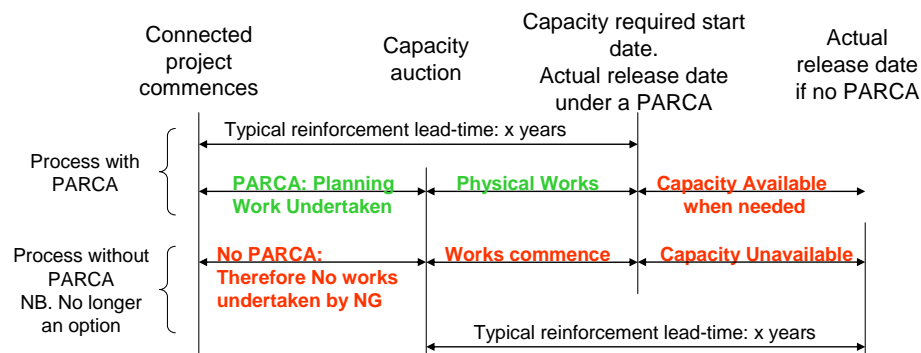 Connected
project
commences
Capacity
auction
Capacity required start
date.
Actual release date
under a PARCA
Actual
release date
if no PARCA
Typical reinforcement lead-time: x years
Process with
PARCA
PARCA: Planning
Work Undertaken
Physical Works
Capacity Available
when needed
Process without
PARCA
NB. No longer
an option
No PARCA:
Therefore No works
undertaken by NG
Works commence
Capacity Unavailable
Typical reinforcement lead-time: x years